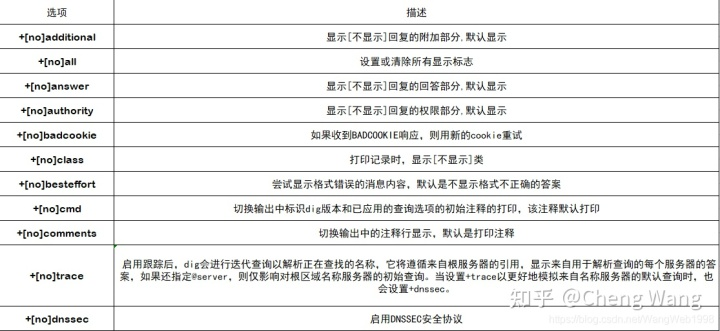 选项 描述
+[no]additional 显示[不显示]回复的附加部分,默认显示
+[no]all 设置或清除所有显示标志
+[no]answer 显示[不显示]回复的回答部分,默认显示
+[no]authority 显示[不显示]回复的权限部分,默认显示
+[no]badcookie 如果收到BADCOOKIE响应，则用新的cookie重试
+[no]class 打印记录时，显示[不显示]类
+[no]besteffort 尝试显示格式错误的消息内容，默认是不显示格式不正确的答案
+[no]cmd 切换输出中标识dig版本和已应用的查询选项的初始注释的打印，该注释默认打印
+[no]comments 切换输出中的注释行显示，默认是打印注释
+[no]trace 启用跟踪后，dig会进行迭代查询以解析正在查找的名称，它将遵循来自根服务器的引用，显示来自用于解析查询的每个服务器的答
案，如果还指定@server，则仅影响对根区域名称服务器的初始查询。当设置+trace以更好地模拟来自名称服务器的默认查询时，也
会设置+dnssec。
+[no]dnssec 启用DNSSEC安全协议
知乎 @Cheng Wang
https://blog.csdn.net/WangWeb1998